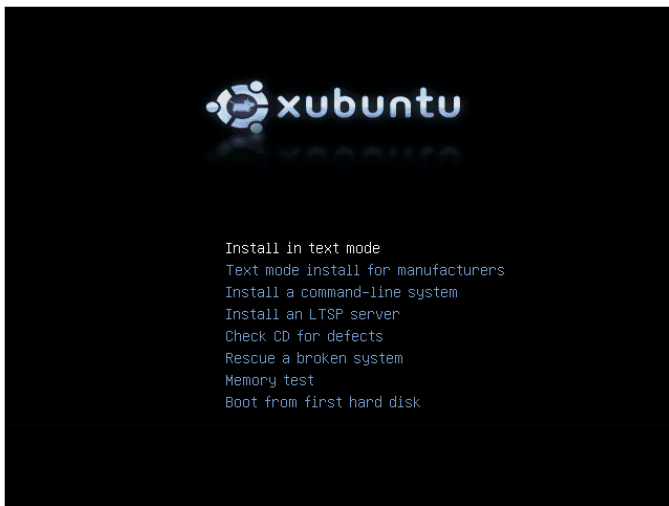 xubuntu
Install in text mode
Text mode install for manufacturers
Install a command-line system
Install an LTSP server
Check CD for defects
Rescue a broken system
Memory test
Boot from first hard disk